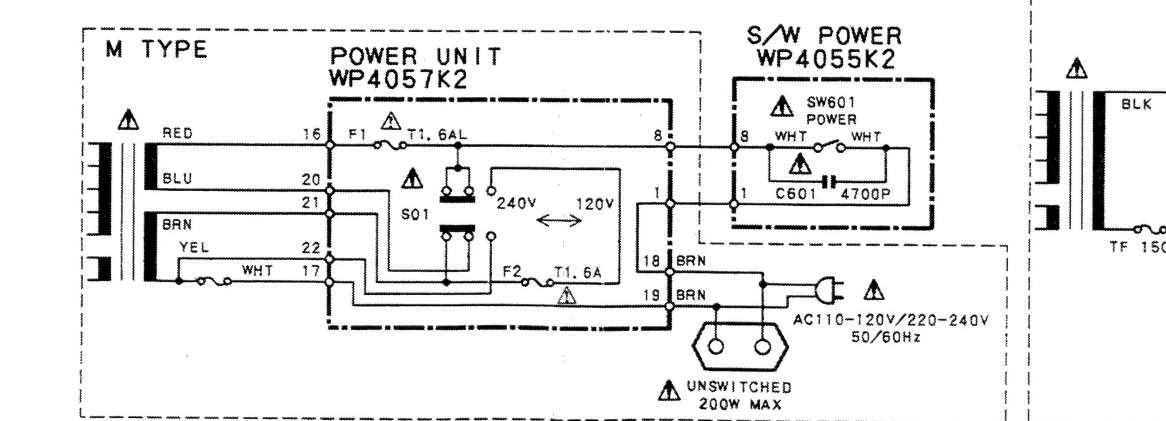 M TYPE
POWER UNIT
WP4057K2
S/W POWER
WP4055K2
SW601
POWER
WHT
WHT
C601
4700P
8
1
RED
16
F1
T1.6AL
8
BLU
20
21
BRN
YEL
22
WHT
17
S01
240V
120V
1
F2
T1.6A
18
BRN
19
BRN
AC110-120V/220-240V
50/60Hz
UNSWITCHED
200W MAX
BLK
TF 150